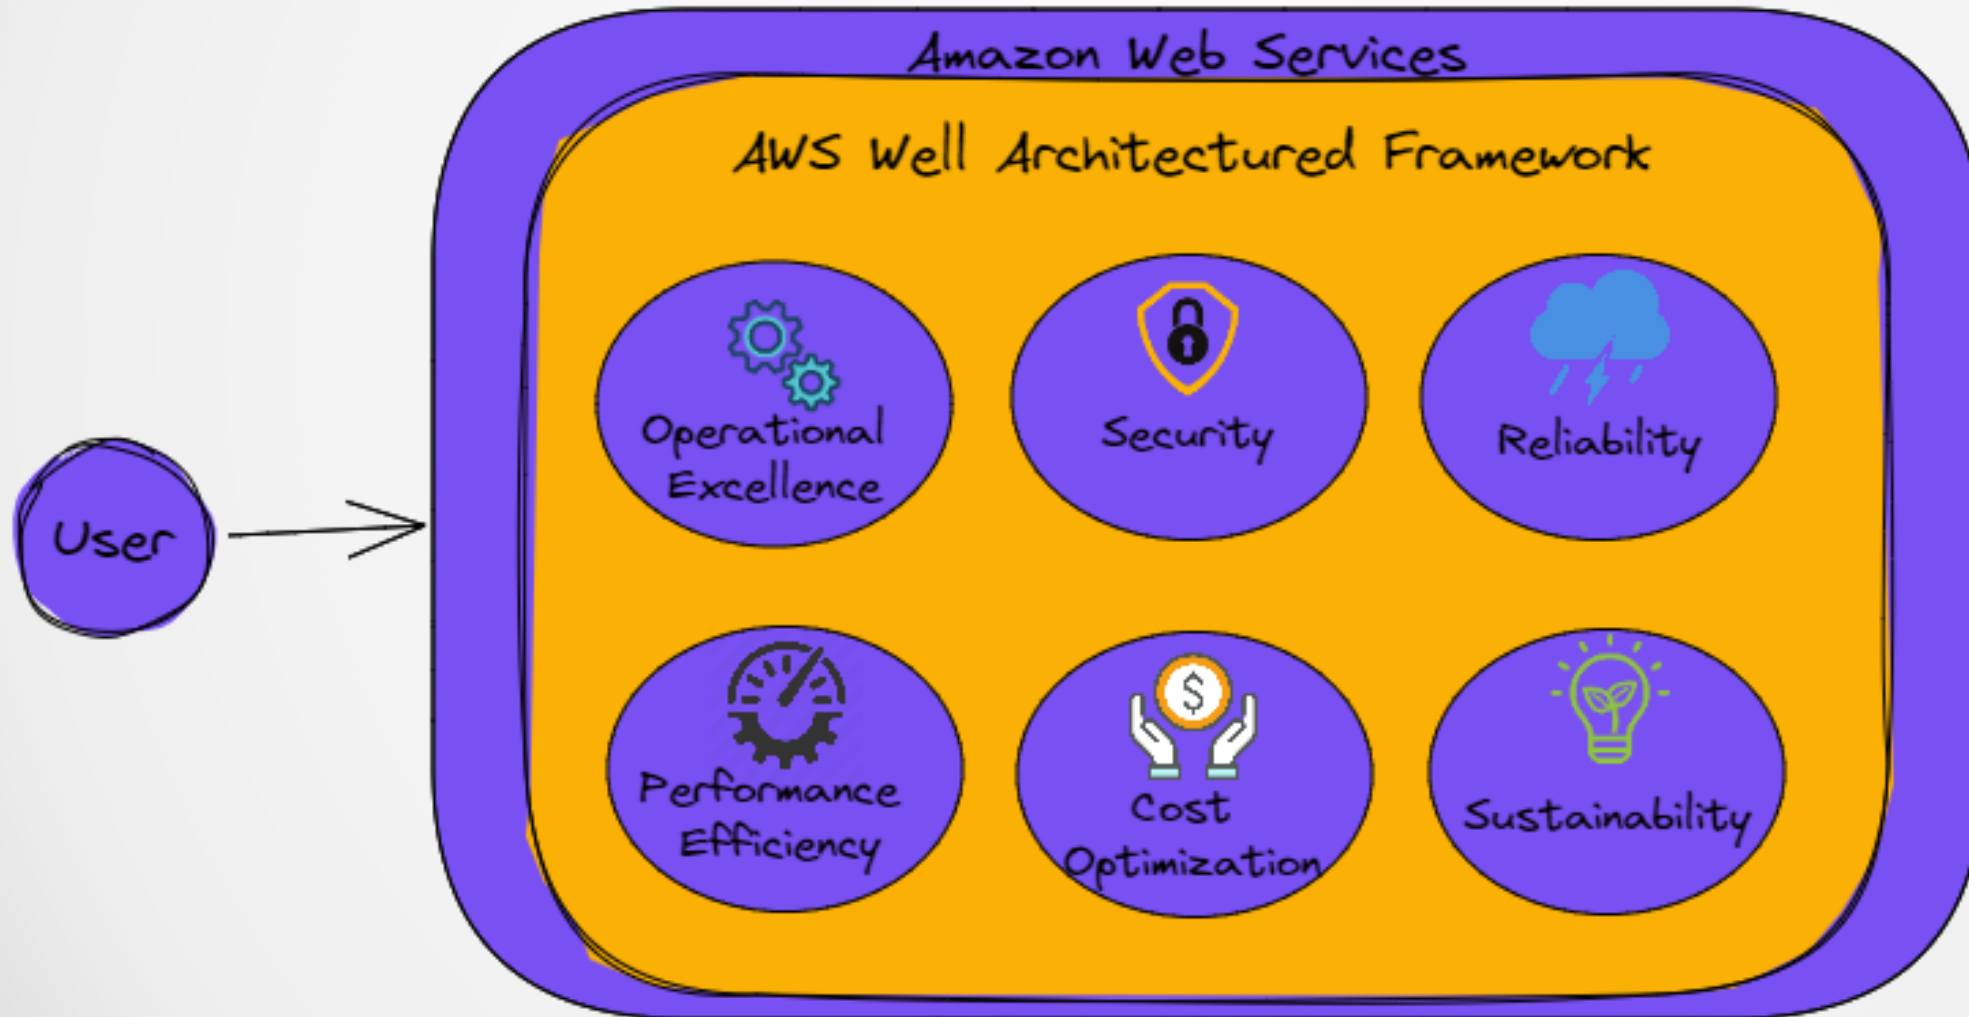 Amazon Web Services
AWS Well Architectured Framework
Operational
Excellence
Security
Reliability
User
Performance
Efficiency
Cost
Optimization
Sustainability
$